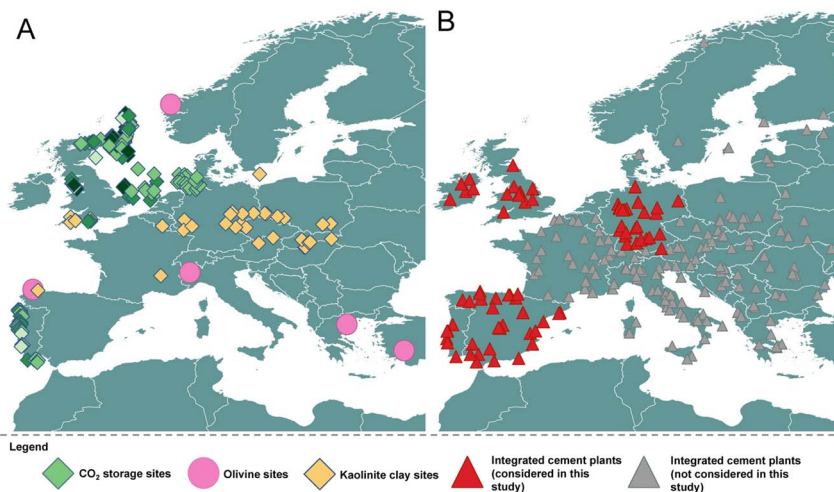 A
B
Legend
CO₂ storage sites
Olivine sites
Kaolinite clay sites
Integrated cement plants
(considered in this
study)
Integrated cement plants
(not considered in this
study)